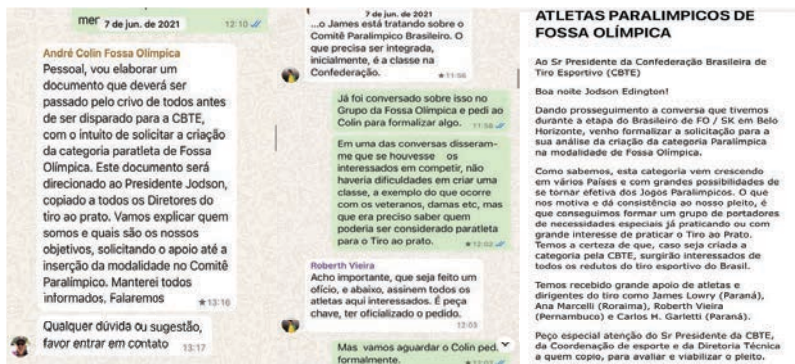 mer
7 de jun. de 2021
12:10
André Colin Fossa Olímpica
Pessoal, vou elaborar um
documento que deverá ser
passado pelo crivo de todos antes
de ser disparado para a CBTE,
com o intuito de solicitar a criação
da categoria paratleta de Fossa
Olímpica. Este documento será
direcionado ao Presidente Jodson,
copiado a todos os Diretores do
tiro ao prato. Vamos explicar quem
somos e quais são os nossos
objetivos, solicitando o apoio até a
inserção da modalidade no Comitê
Paralímpico. Manterei todos
informados. Falaremos
13:16
Qualquer dúvida ou sugestão,
favor entrar em contato
13:17
7 de jun. de 2021
...o James está tratando sobre o
Comitê Paralimpico Brasileiro. O
que precisa ser integrada,
inicialmente, é a classe na
Confederação.
11:56
Já foi conversado sobre isso no
Grupo da Fossa Olímpica e pedi ao
Colin para formalizar algo.
11:58
Em uma das conversas disseram-
me que se houvesse os
interessados em competir, não
haveria dificuldades em criar uma
classe, a exemplo do que ocorre
com os veteranos, damas etc, mas
que era preciso saber quem
poderia ser considerado paratleta
para o Tiro ao prato.
12:02
Roberth Vieira
Acho importante, que seja feito um
ofício, e abaixo, assinem todos os
atletas aqui interessados. É peça
chave, ter oficializado o pedido.
12:03
Mas vamos aguardar o Colin ped.
formalmente.
ATLETAS PARALIMPICOS DE
FOSSA OLÍMPICA
Ao Sr Presidente da Confederação Brasileira de
Tiro Esportivo (CBTE)
Boa noite Jodson Edington!
Dando prosseguimento a conversa que tivemos
durante a etapa do Brasileiro de FO / SK em Belo
Horizonte, venho formalizar a solicitação para a
sua análise da criação da categoria Paralímpica
na modalidade de Fossa Olímpica.
Como sabemos, esta categoria vem crescendo
em vários Países e com grandes possibilidades de
se tornar efetiva dos Jogos Paralimpicos. O que
nos motiva e dá consistência ao nosso pleito, é
que conseguimos formar um grupo de portadores
de necessidades especiais já praticando ou com
grande interesse de praticar o Tiro ao Prato.
Temos a certeza de que, caso seja criada a
categoria pela CBTE, surgirão interessados de
todos os redutos do tiro esportivo do Brasil.
Temos recebido grande apoio de atletas e
dirigentes do tiro como James Lowry (Paraná),
Ana Marcelli (Roraima), Roberth Vieira
(Pernambuco) e Carlos H. Garletti (Paraná).
Peço especial atenção do Sr Presidente da CBTE,
da Coordenação de esporte e da Diretoria Técnica
a quem copio, para avaliar e viabilizar o pleito.